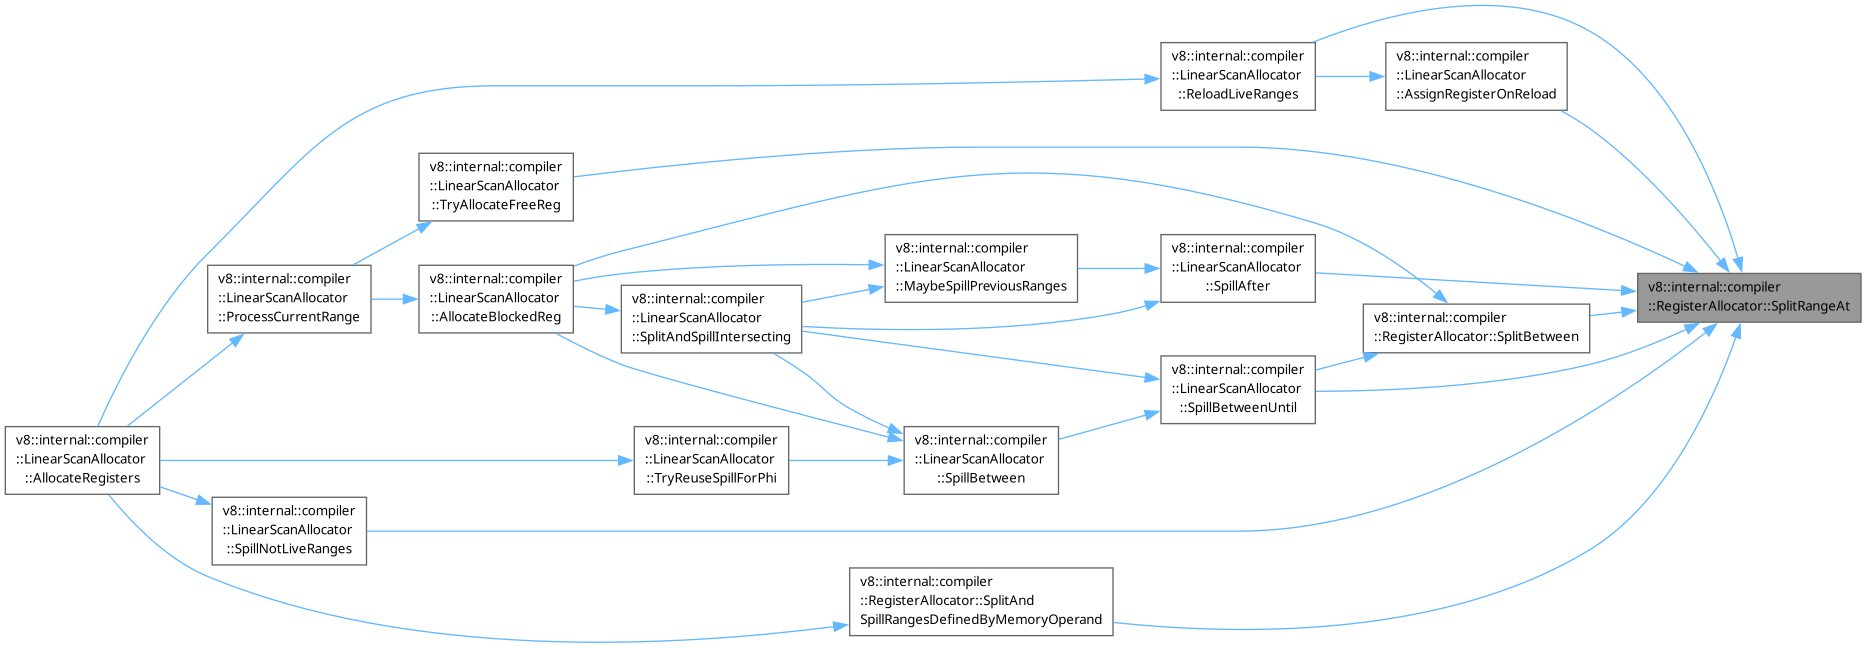 v8::internal::compiler
::LinearScanAllocator
::ReloadLiveRanges
v8::internal::compiler
::LinearScanAllocator
::AssignRegisterOnReload
v8::internal::compiler
::LinearScanAllocator
::TryAllocateFreeReg
v8::internal::compiler
::LinearScanAllocator
::MaybeSpillPreviousRanges
v8::internal::compiler
::LinearScanAllocator
::SpillAfter
v8::internal::compiler
::LinearScanAllocator
::ProcessCurrentRange
v8::internal::compiler
::LinearScanAllocator
::AllocateBlockedReg
v8::internal::compiler
::LinearScanAllocator
::SplitAndSpillIntersecting
v8::internal::compiler
::RegisterAllocator::SplitBetween
v8::internal::compiler
::RegisterAllocator::SplitRangeAt
v8::internal::compiler
::LinearScanAllocator
::SpillBetweenUntil
v8::internal::compiler
::LinearScanAllocator
::AllocateRegisters
v8::internal::compiler
::LinearScanAllocator
::TryReuseSpillForPhi
v8::internal::compiler
::LinearScanAllocator
::SpillBetween
v8::internal::compiler
::LinearScanAllocator
::SpillNotLiveRanges
v8::internal::compiler
::RegisterAllocator::SplitAnd
SpillRangesDefinedByMemoryOperand